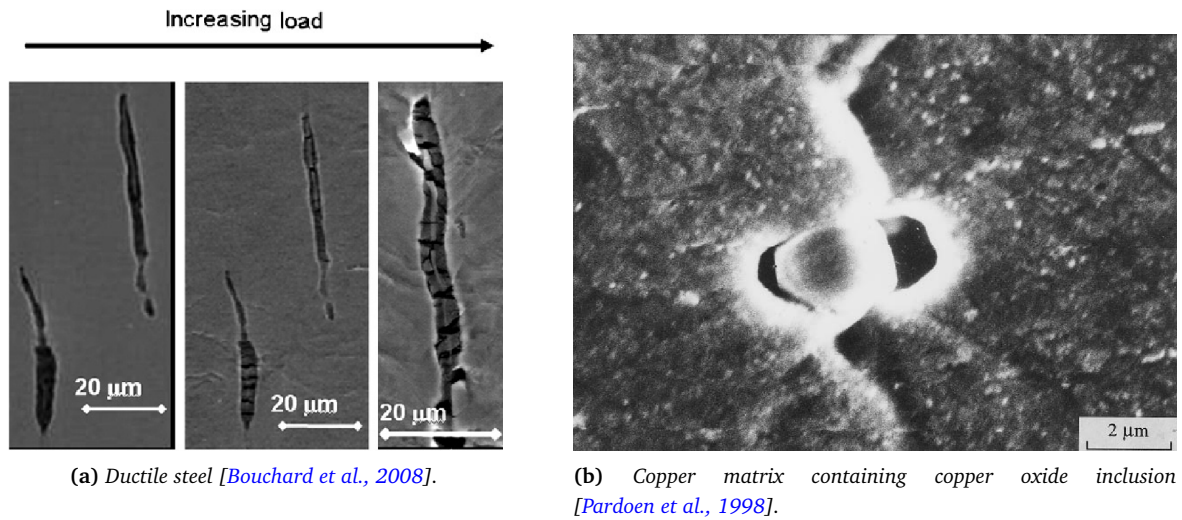 Increasing load
20 µm
20 µm
20 µm
2 µm
(a) Ductile steel [Bouchard et al., 2008].
(b) Copper matrix containing copper oxide inclusion
[Pardoen et al., 1998].